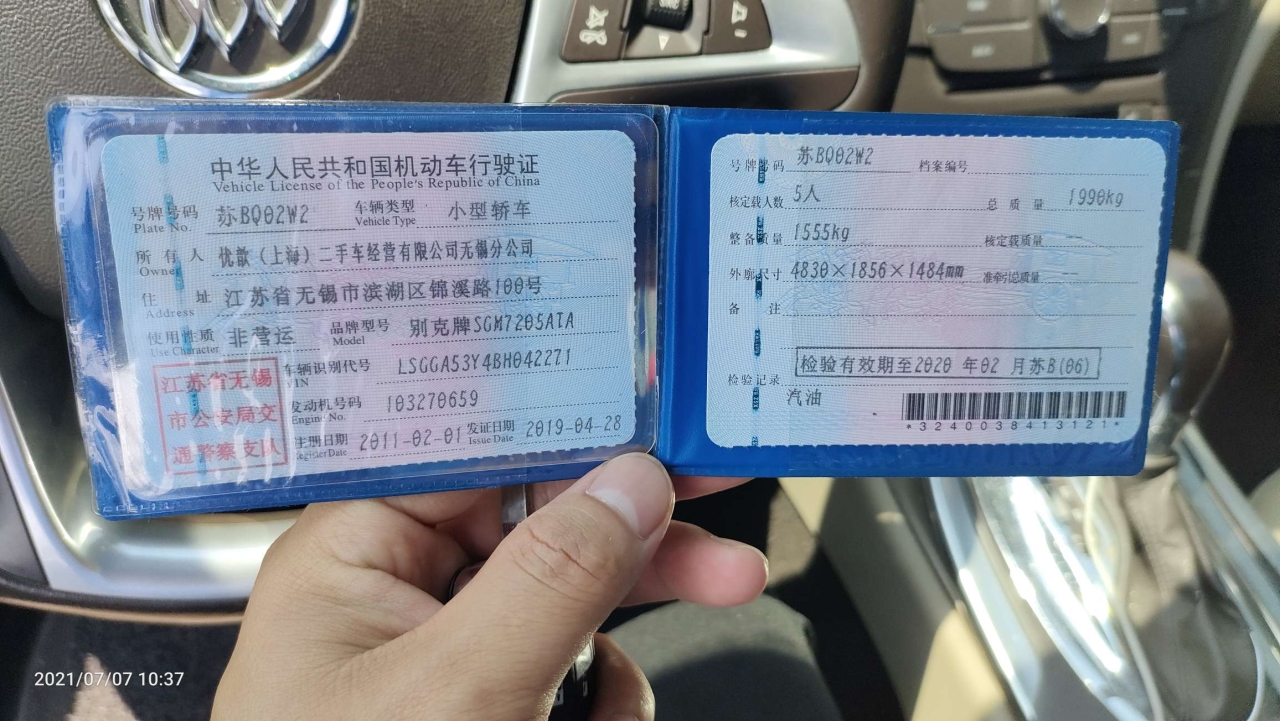 中华人民共和国机动车行驶证
Vehicle License of the People's Republic of China
号牌号码 苏BQ02W2 车辆类型 小型轿车
Plate No. Vehicle Type
所有人 优歆（上海）二手车经营有限公司无锡分公司
Owner
住址 江苏省无锡市滨湖区锦溪路100号
Address
使用性质 非营运 品牌型号 别克牌SGM7205ATA
Use Character Model
车辆识别代号 LSGGA53Y4BH042271
VIN
发动机号码 103270659
Engine No.
注册日期 2011-02-01 发证日期 2019-04-28
Register Date Issue Date
江苏省无锡
市公安局交
通警察支队
号牌号码 苏BQ02W2 档案编号
核定载人数 5人 总质量 1990kg
整备质量 1555kg 核定载质量 --
外廓尺寸 4830×1856×1484mm 准牵引总质量 --
备注
检验有效期至2020 年02 月苏B(06)
检验记录
汽油
*3240038413121*
2021/07/07 10:37